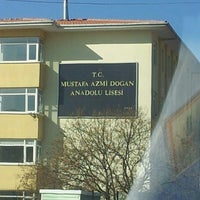 T.C.
MUSTAFA AZMİ DOĞAN
ANADOLU LİSESİ